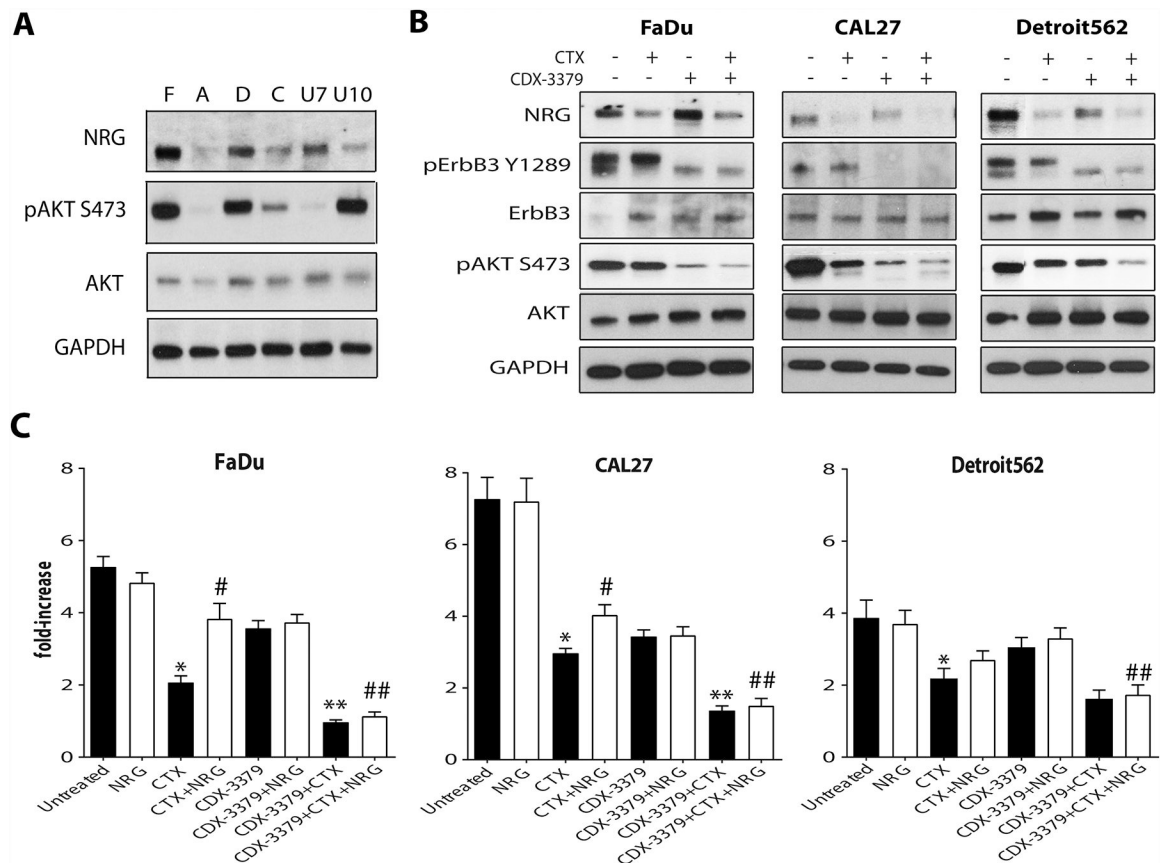 A
F A D C U7 U10
NRG
pAKT S473
AKT
GAPDH
B
FaDu CAL27 Detroit562
CTX - + - + - + - + - + - +
CDX-3379 - - + + - - + + - - + +
NRG
pErbB3 Y1289
ErbB3
pAKT S473
AKT
GAPDH
C
FaDu
fold-increase
8
6
4
2
0
*
#
**
##
Untreated
NRG
CTX
CTX+NRG
CDX-3379
CDX-3379+NRG
CDX-3379+CTX
CDX-3379+CTX+NRG
CAL27
8
6
4
2
0
*
#
**
##
Untreated
NRG
CTX
CTX+NRG
CDX-3379
CDX-3379+NRG
CDX-3379+CTX
CDX-3379+CTX+NRG
Detroit562
8
6
4
2
0
*
##
Untreated
NRG
CTX
CTX+NRG
CDX-3379
CDX-3379+NRG
CDX-3379+CTX
CDX-3379+CTX+NRG